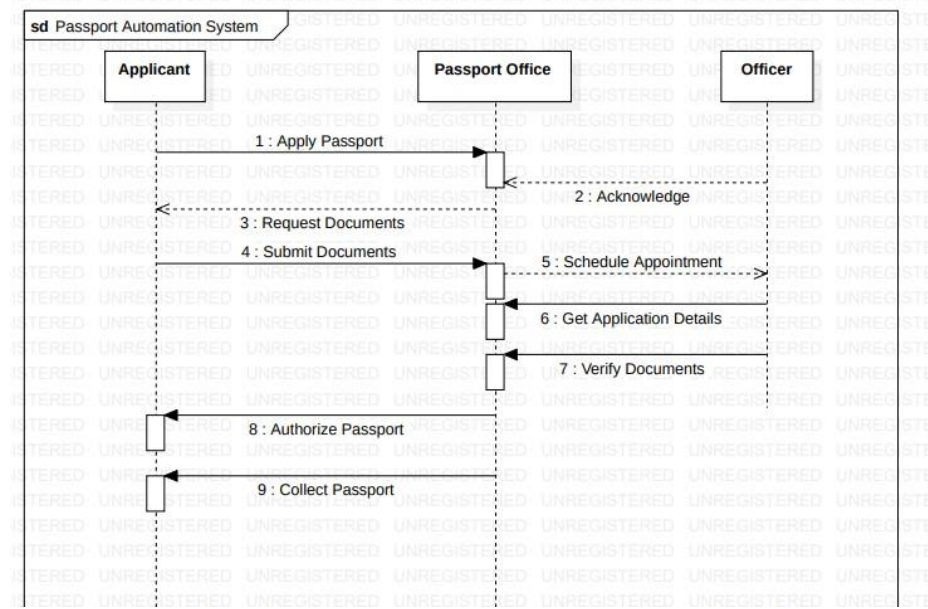 sd Passport Automation System
Applicant
Passport Office
Officer
1 : Apply Passport
2 : Acknowledge
3 : Request Documents
4 : Submit Documents
5 : Schedule Appointment
6 : Get Application Details
7 : Verify Documents
8 : Authorize Passport
9 : Collect Passport
UNREGISTERED